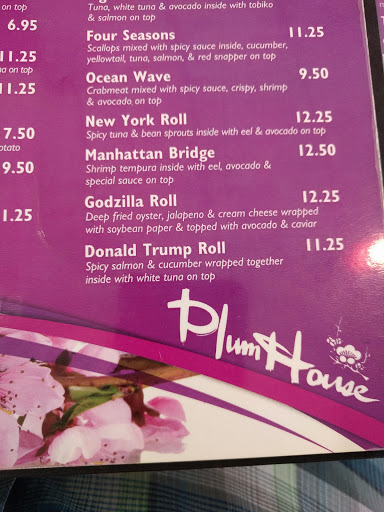 Tuna, white tuna & avocado inside with tobiko
on top
& salmon on top
6.95
Four Seasons 11.25
Scallops mixed with spicy sauce inside, cucumber,
yellowtail, tuna, salmon, & red snapper on top
on top
11.25
Ocean Wave 9.50
Crabmeat mixed with spicy sauce, crispy, shrimp
& avocado, on top
New York Roll 12.25
Spicy tuna & bean sprouts inside with eel & avocado on top
7.50
Manhattan Bridge 12.50
Shrimp tempura inside with eel, avocado &
special sauce on top
9.50
Godzilla Roll 12.25
Deep fried oyster, jalapeno & cream cheese wrapped
with soybean paper & topped with avocado & caviar
1.25
Donald Trump Roll 11.25
Spicy salmon & cucumber wrapped together
inside with white tuna on top
Plum House